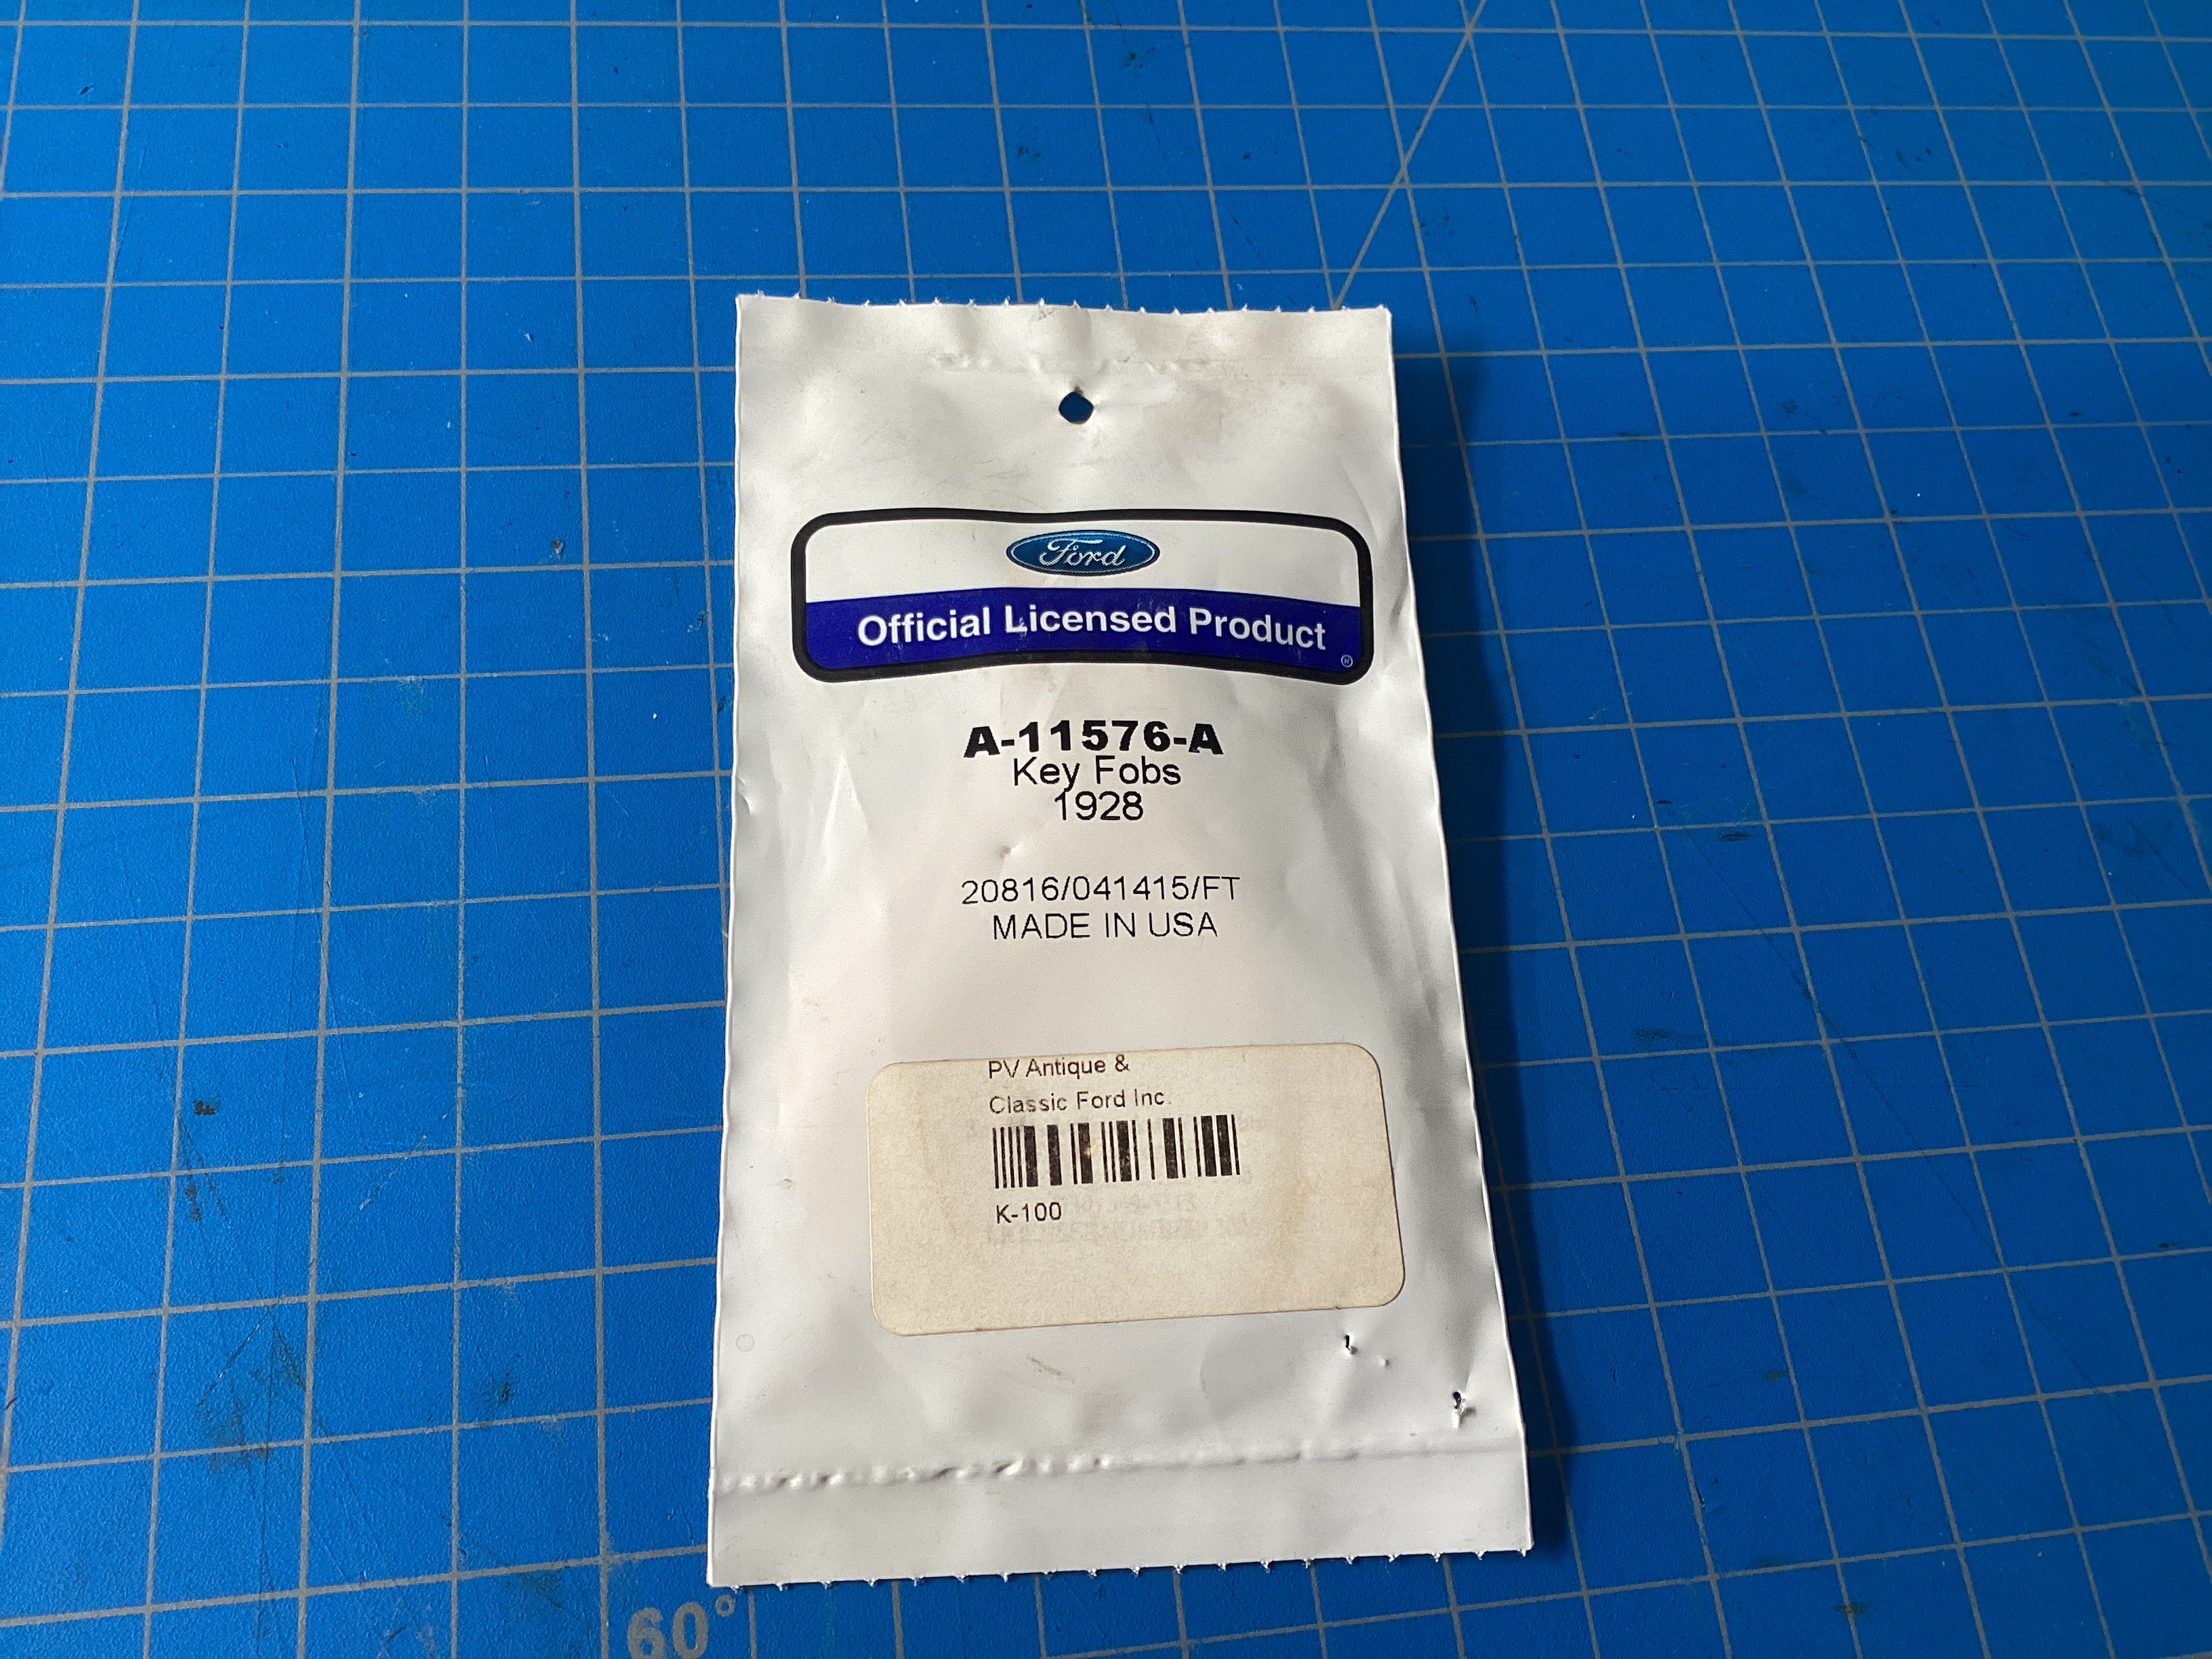 Ford
Official Licensed Product
®
A-11576-A
Key Fobs
1928
20816/041415/FT
MADE IN USA
PV Antique &
Classic Ford Inc.
K-100
60°